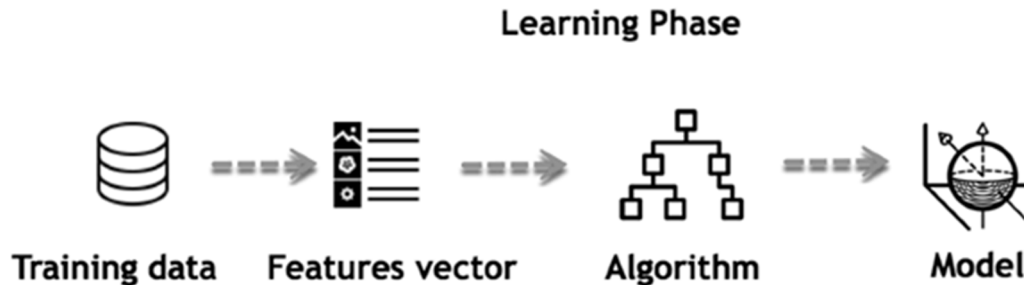 Learning Phase
Training data
Features vector
Algorithm
Model